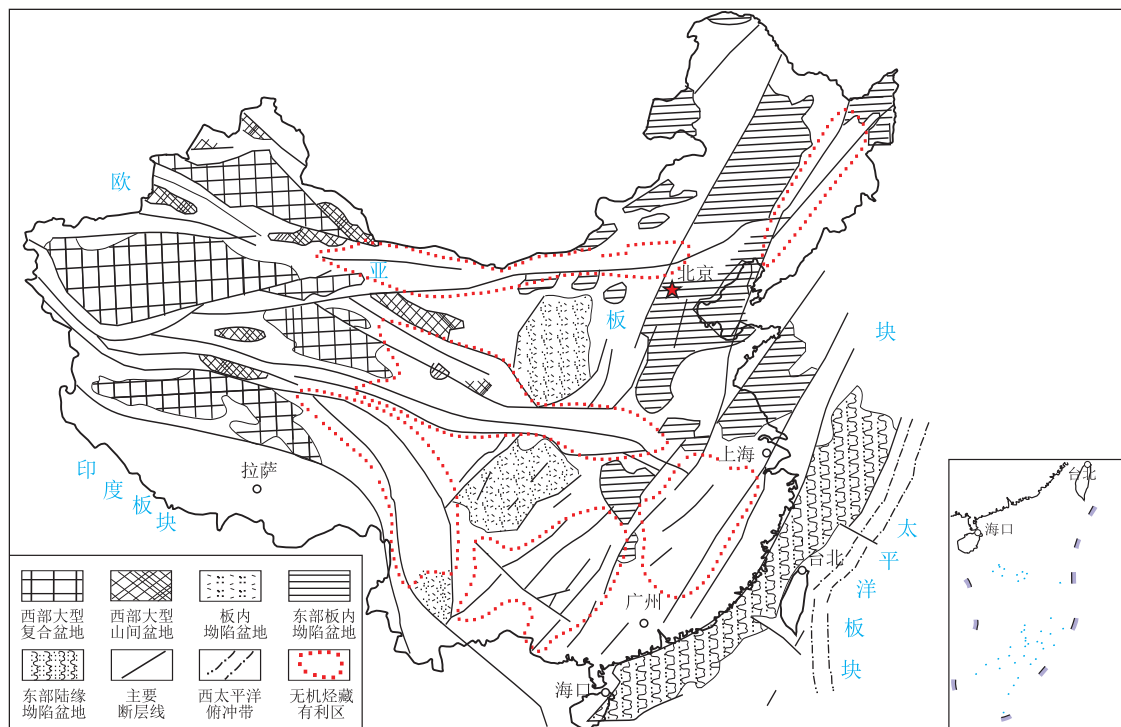 欧
亚
板
块
北京
上海
拉萨
印
度
板
块
太
平
洋
板
块
台北
广州
海口
台北
海口
西部大型
复合盆地
西部大型
山间盆地
板内
坳陷盆地
东部板内
坳陷盆地
东部陆缘
坳陷盆地
主要
断层线
西太平洋
俯冲带
无机烃藏
有利区